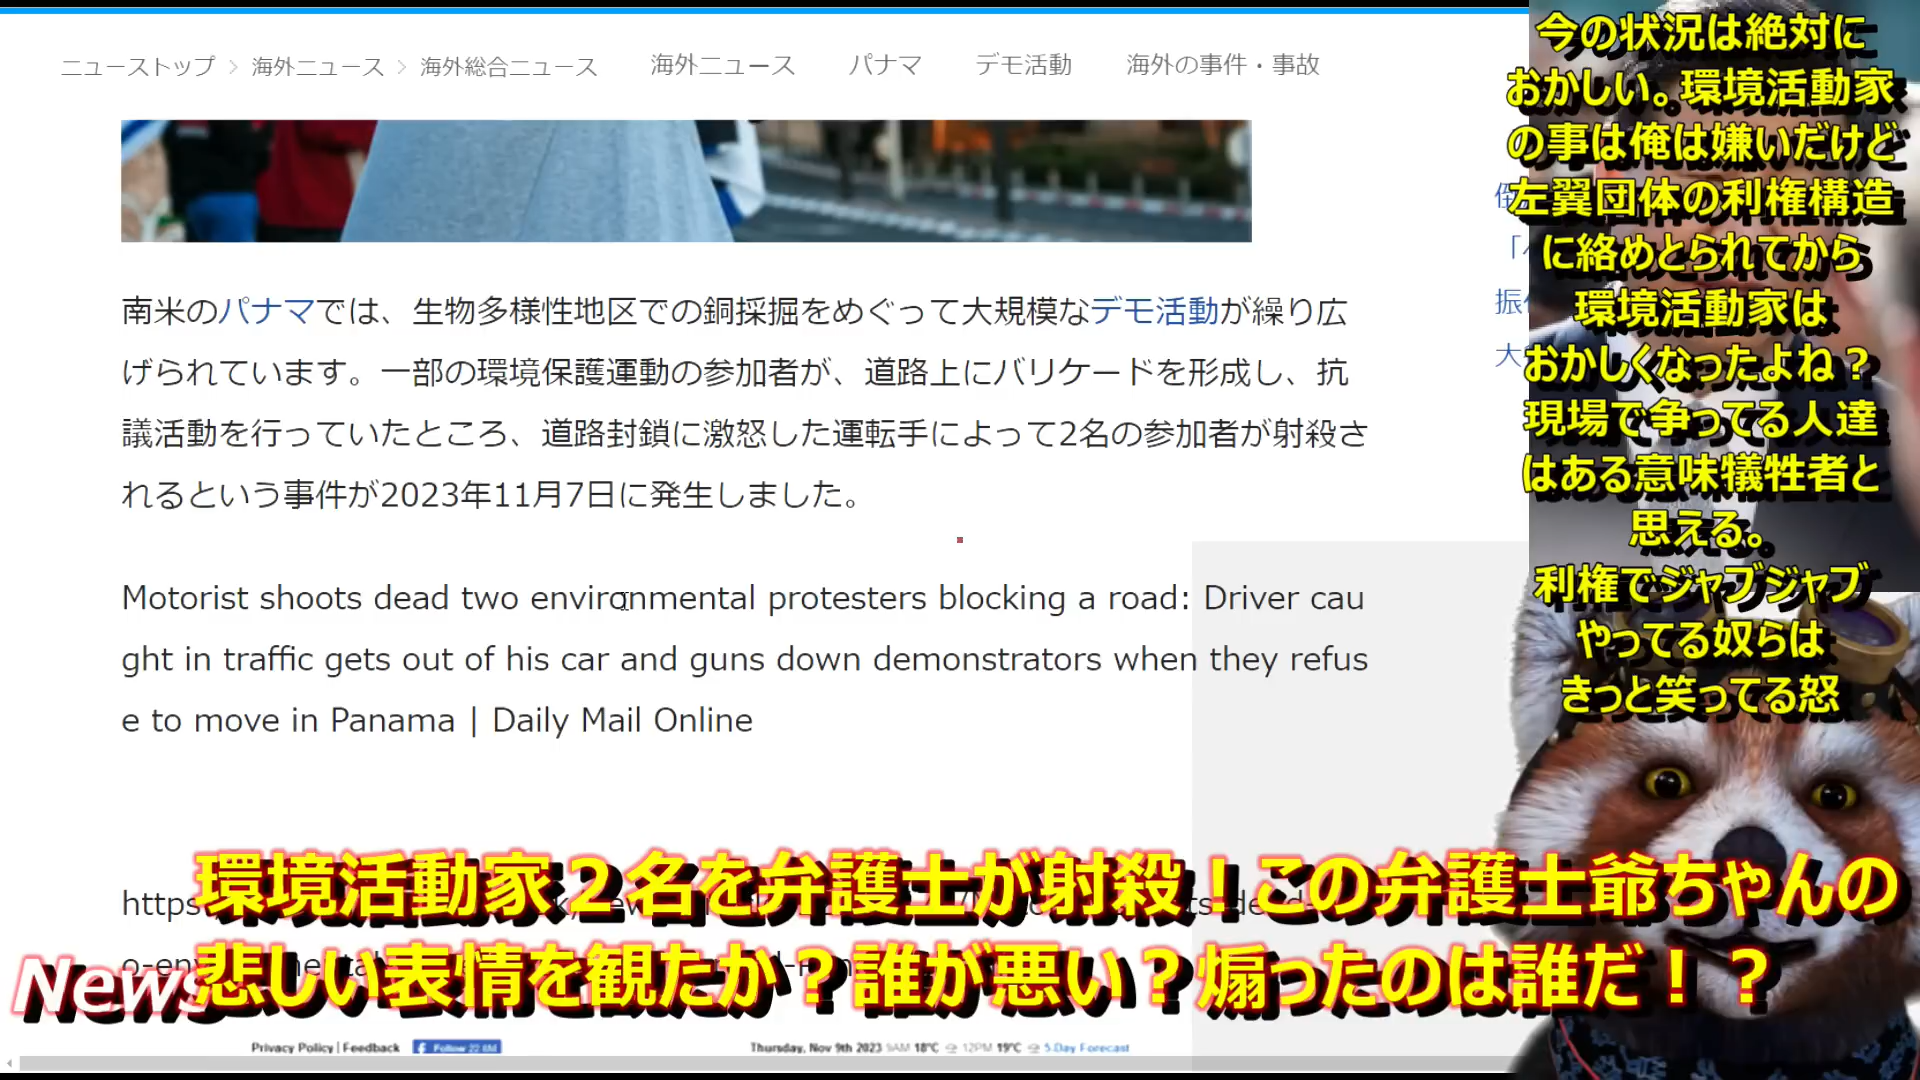 ニューストップ
海外ニュース
海外総合ニュース
海外ニュース
パナマ
デモ活動
海外の事件・事故
南米のパナマでは、生物多様性地区での銅採掘をめぐって大規模なデモ活動が繰り広
げられています。一部の環境保護運動の参加者が、道路上にバリケードを形成し、抗
議活動を行っていたところ、道路封鎖に激怒した運転手によって2名の参加者が射殺さ
れるという事件が2023年11月7日に発生しました。
Motorist shoots dead two environmental protesters blocking a road: Driver cau
ght in traffic gets out of his car and guns down demonstrators when they refus
e to move in Panama | Daily Mail Online
https
環境活動家２名を弁護士が射殺！この弁護士爺ちゃんの
悲しい表情を観たか？誰が悪い？煽ったのは誰だ！？
News
Privacy Policy | Feedback
Follow
Thursday, Nov 9th 2023 9AM 18°C 12PM 19°C 5-Day Forecast
今の状況は絶対に
おかしい。環境活動家
の事は俺は嫌いだけど
左翼団体の利権構造
に絡めとられてから
環境活動家は
おかしくなったよね？
現場で争ってる人達
はある意味犠牲者と
思える。
利権でジャブジャブ
やってる奴らは
きっと笑ってる怒